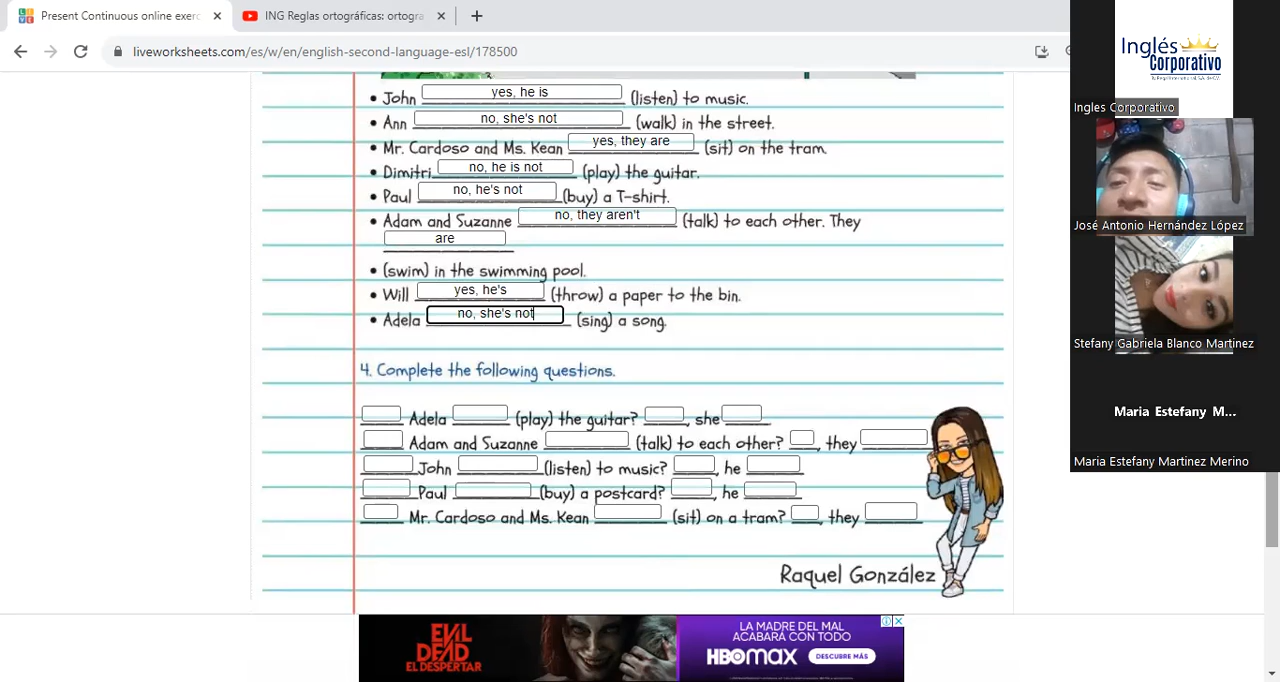 Present Continuous online exerc
ING Reglas ortográficas: ortogra
liveworksheets.com/es/w/en/english-second-language-esl/178500
• John yes, he is (listen) to music.
• Ann no, she's not (walk) in the street.
• Mr. Cardoso and Ms. Kean yes, they are (sit) on the tram.
• Dimitri no, he is not (play) the guitar.
• Paul no, he's not (buy) a T-shirt.
• Adam and Suzanne no, they aren't (talk) to each other. They
are
• (swim) in the swimming pool.
• Will yes, he's (throw) a paper to the bin.
• Adela no, she's not (sing) a song.
4. Complete the following questions.
Adela (play) the guitar? , she
Adam and Suzanne (talk) to each other? , they
John (listen) to music? , he
Paul (buy) a postcard? , he
Mr. Cardoso and Ms. Kean (sit) on a tram? , they
Raquel González
EVIL
DEAD
EL DESPERTAR
LA MADRE DEL MAL
ACABARÁ CON TODO
HBOMAX DESCUBRE MÁS
Inglés
Corporativo
Ingles Corporativo
José Antonio Hernández López
Stefany Gabriela Blanco Martinez
Maria Estefany M...
Maria Estefany Martinez Merino